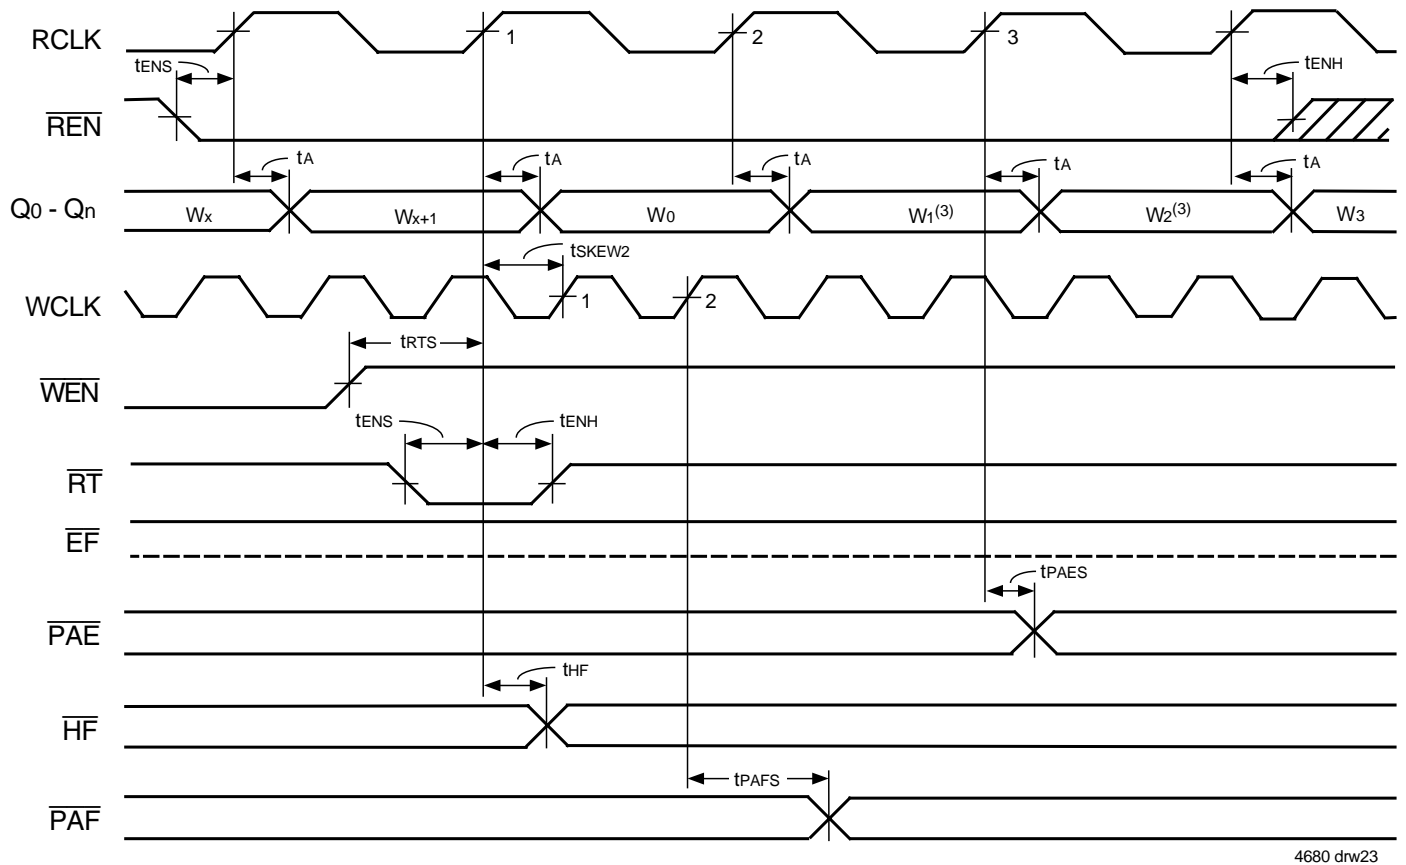 RCLK
1
2
3
tENS
tENH
REN
tA
tA
tA
tA
tA
Q0 - Qn
Wx
Wx+1
W0
W1(3)
W2(3)
W3
tSKEW2
WCLK
1
2
tRTS
WEN
tENS
tENH
RT
EF
tPAES
PAE
tHF
HF
tPAFS
PAF
4680 drw23